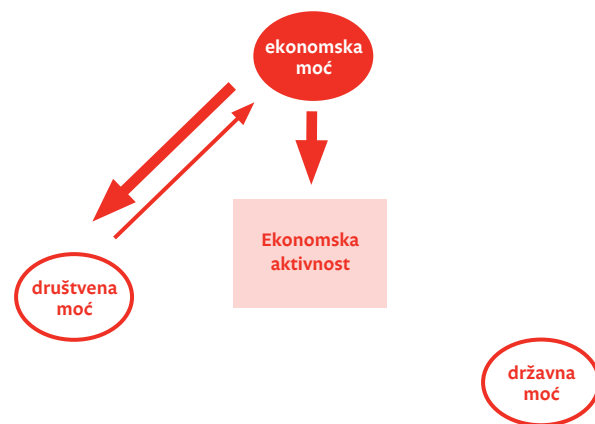 ekonomska
moć
Ekonomska
aktivnost
društvena
moć
državna
moć